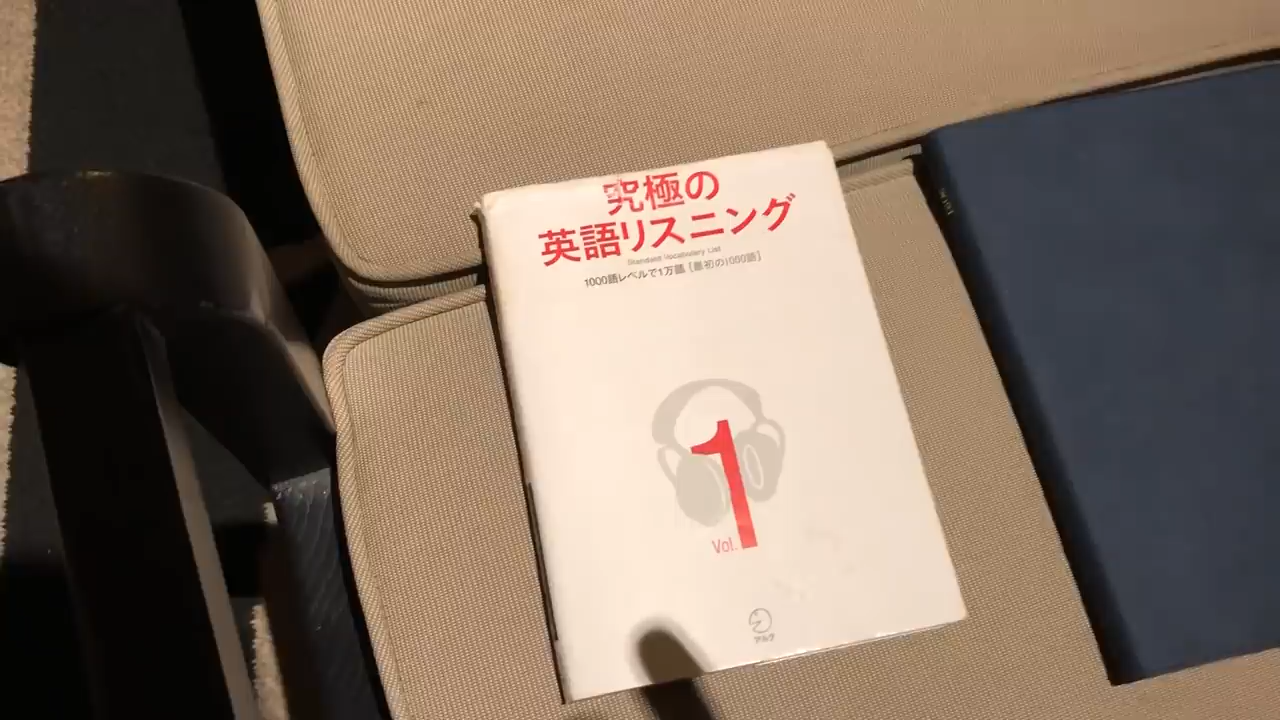 究極の
英語リスニング
Standard Vocabulary List
1000語レベルで1万語［最初の1000語］
1
Vol.
アルク